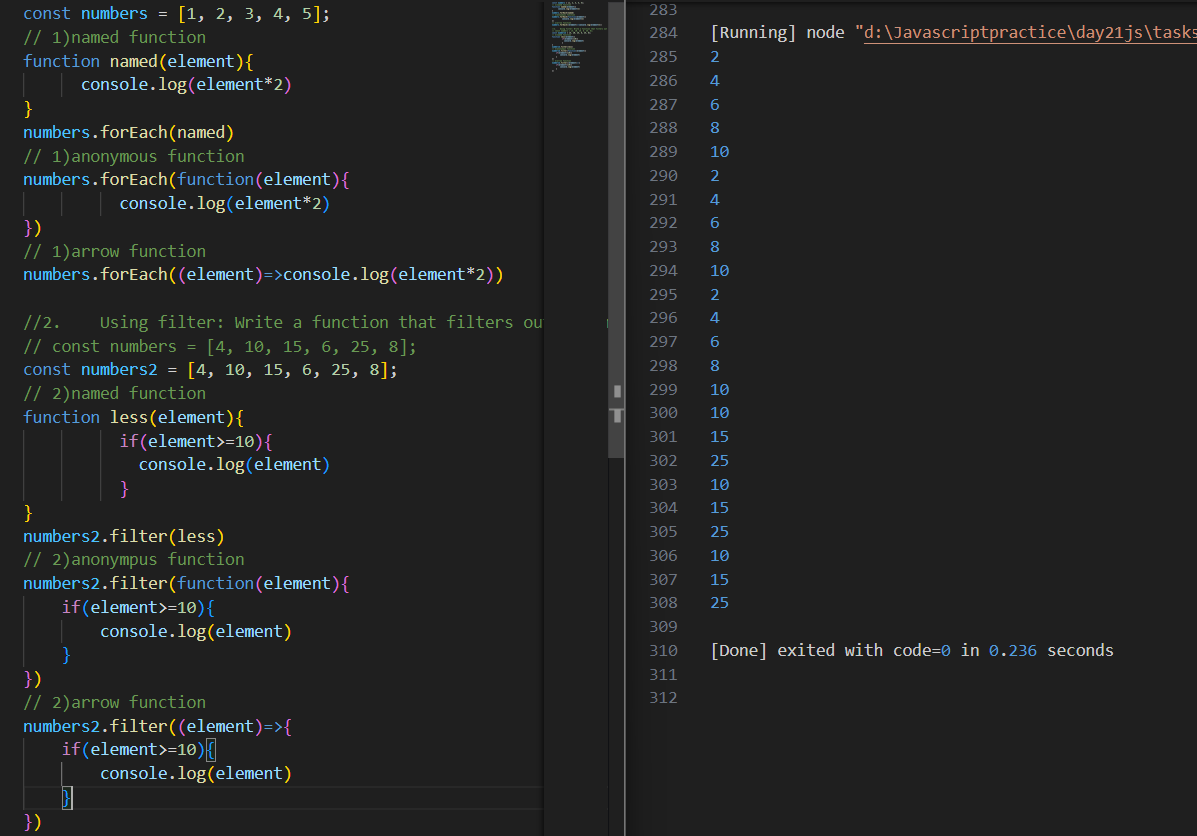 const numbers = [1, 2, 3, 4, 5];
// 1)named function
function named(element){
console.log(element*2)
}
numbers.forEach(named)
// 1)anonymous function
numbers.forEach(function(element){
console.log(element*2)
})
// 1)arrow function
numbers.forEach((element)=>console.log(element*2))
//2. Using filter: Write a function that filters ou
// const numbers = [4, 10, 15, 6, 25, 8];
const numbers2 = [4, 10, 15, 6, 25, 8];
// 2)named function
function less(element){
if(element>=10){
console.log(element)
}
}
numbers2.filter(less)
// 2)anonympus function
numbers2.filter(function(element){
if(element>=10){
console.log(element)
}
})
// 2)arrow function
numbers2.filter((element)=>{
if(element>=10){
console.log(element)
}
})
283
284 [Running] node "d:\Javascriptpractice\day21js\tasks
285 2
286 4
287 6
288 8
289 10
290 2
291 4
292 6
293 8
294 10
295 2
296 4
297 6
298 8
299 10
300 10
301 15
302 25
303 10
304 15
305 25
306 10
307 15
308 25
309
310 [Done] exited with code=0 in 0.236 seconds
311
312